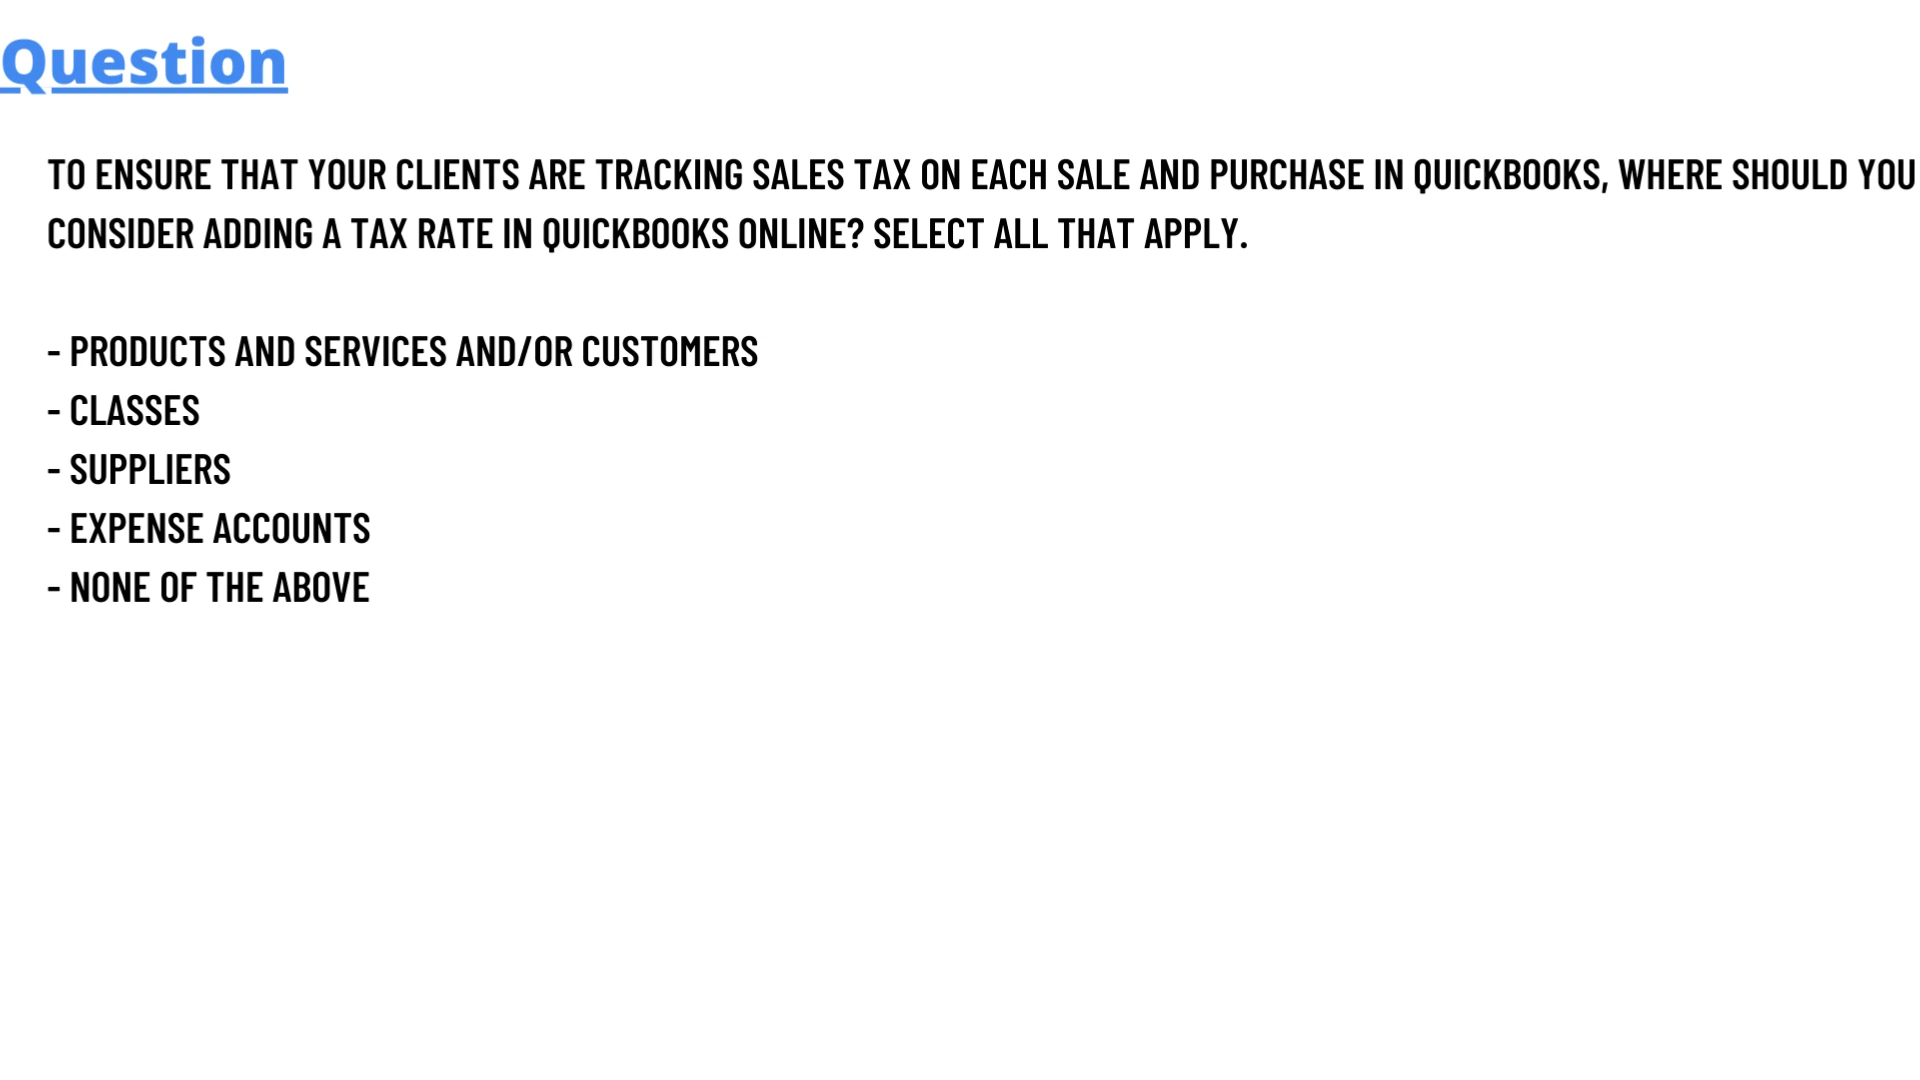 Question
TO ENSURE THAT YOUR CLIENTS ARE TRACKING SALES TAX ON EACH SALE AND PURCHASE IN QUICKBOOKS, WHERE SHOULD YOU
CONSIDER ADDING A TAX RATE IN QUICKBOOKS ONLINE? SELECT ALL THAT APPLY.
- PRODUCTS AND SERVICES AND/OR CUSTOMERS
- CLASSES
- SUPPLIERS
- EXPENSE ACCOUNTS
- NONE OF THE ABOVE